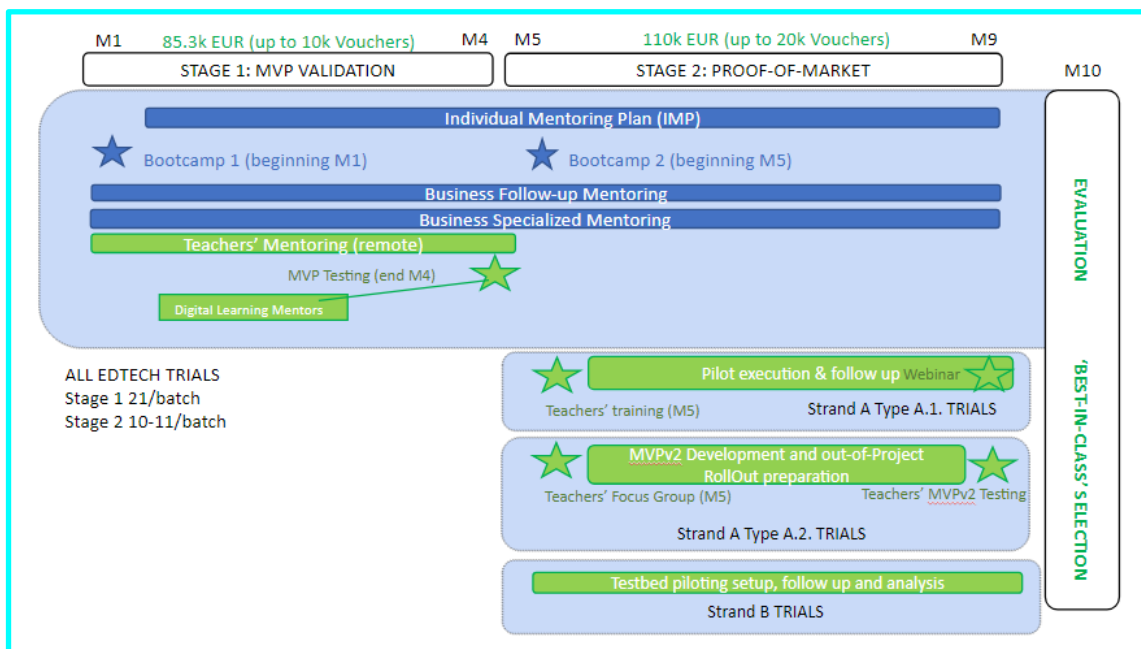 M1 85.3k EUR (up to 10k Vouchers) M4 M5 110k EUR (up to 20k Vouchers) M9
STAGE 1: MVP VALIDATION
STAGE 2: PROOF-OF-MARKET
M10
Individual Mentoring Plan (IMP)
Bootcamp 1 (beginning M1)
Bootcamp 2 (beginning M5)
Business Follow-up Mentoring
Business Specialized Mentoring
Teachers’ Mentoring (remote)
MVP Testing (end M4)
Digital Learning Mentors
ALL EDTECH TRIALS
Stage 1 21/batch
Stage 2 10-11/batch
Pilot execution & follow up Webinar
Teachers’ training (M5)
Strand A Type A.1. TRIALS
MVPv2 Development and out-of-Project
RollOut preparation
Teachers’ Focus Group (M5)
Teachers’ MVPv2 Testing
Strand A Type A.2. TRIALS
Testbed piloting setup, follow up and analysis
Strand B TRIALS
EVALUATION
‘BEST-IN-CLASS’ SELECTION